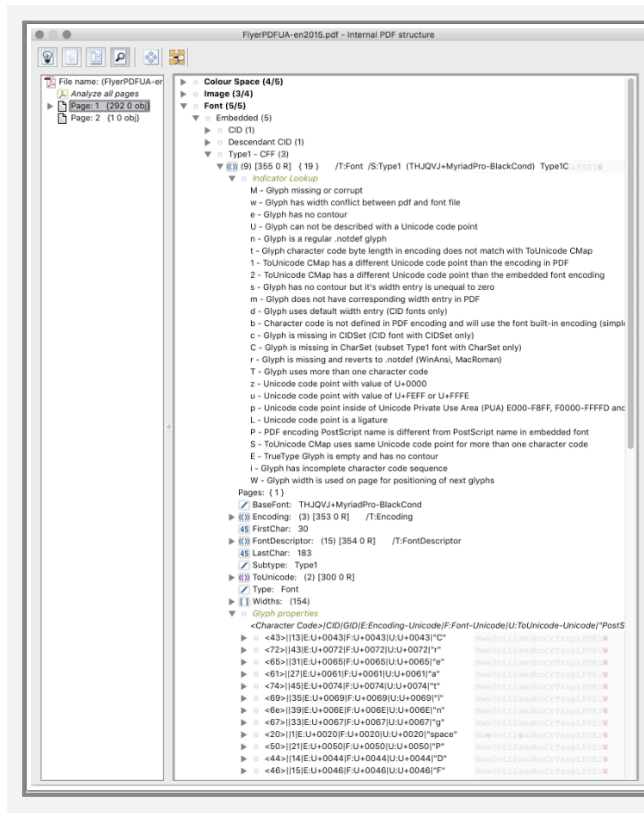 FlyerPDFUA-en2015.pdf - Internal PDF structure
File name: (FlyerPDFUA-er
Analyze all pages
Page: 1 (292 0 obj)
Page: 2 (1 0 obj)
Colour Space (4/5)
Image (3/4)
Font (5/5)
Embedded (5)
CID (1)
Descendant CID (1)
Type1 - CFF (3)
(9) [355 0 R] { 19 } /T:Font /S:Type1 (THJQVJ+MyriadPro-BlackCond) Type1C
Indicator Lookup
M - Glyph missing or corrupt
w - Glyph has width conflict between pdf and font file
e - Glyph has no contour
U - Glyph can not be described with a Unicode code point
n - Glyph is a regular .notdef glyph
t - Glyph character code byte length in encoding does not match with ToUnicode CMap
1 - ToUnicode CMap has a different Unicode code point than the encoding in PDF
2 - ToUnicode CMap has a different Unicode code point than the embedded font encoding
s - Glyph has no contour but it's width entry is unequal to zero
m - Glyph does not have corresponding width entry in PDF
d - Glyph uses default width entry (CID fonts only)
b - Character code is not defined in PDF encoding and will use the font built-in encoding (simple
c - Glyph is missing in CIDSet (CID font with CIDSet only)
C - Glyph is missing in CharSet (subset Type1 font with CharSet only)
r - Glyph is missing and reverts to .notdef (WinAnsi, MacRoman)
T - Glyph uses more than one character code
z - Unicode code point with value of U+0000
u - Unicode code point with value of U+FEFF or U+FFFE
p - Unicode code point inside of Unicode Private Use Area (PUA) E000-F8FF, F0000-FFFFD and
L - Unicode code point is a ligature
P - PDF encoding PostScript name is different from PostScript name in embedded font
S - ToUnicode CMap uses same Unicode code point for more than one character code
E - TrueType Glyph is empty and has no contour
i - Glyph has incomplete character code sequence
W - Glyph width is used on page for positioning of next glyphs
Pages: { 1 }
BaseFont: THJQVJ+MyriadPro-BlackCond
Encoding: (3) [353 0 R] /T:Encoding
45 FirstChar: 30
FontDescriptor: (15) [354 0 R] /T:FontDescriptor
45 LastChar: 183
Subtype: Type1
ToUnicode: (2) [300 0 R]
Type: Font
Widths: (154)
Glyph properties
<Character Code>|CID|GID|E:Encoding-Unicode|F:Font-Unicode|U:ToUnicode-Unicode|"PostS
<43>||13|E:U+0043|F:U+0043|U:U+0043|"C"
<72>||43|E:U+0072|F:U+0072|U:U+0072|"r"
<65>||31|E:U+0065|F:U+0065|U:U+0065|"e"
<61>||27|E:U+0061|F:U+0061|U:U+0061|"a"
<74>||45|E:U+0074|F:U+0074|U:U+0074|"t"
<69>||35|E:U+0069|F:U+0069|U:U+0069|"i"
<6e>||39|E:U+006E|F:U+006E|U:U+006E|"n"
<67>||33|E:U+0067|F:U+0067|U:U+0067|"g"
<20>||1|E:U+0020|F:U+0020|U:U+0020|"space"
<50>||21|E:U+0050|F:U+0050|U:U+0050|"P"
<44>||14|E:U+0044|F:U+0044|U:U+0044|"D"
<46>||15|E:U+0046|F:U+0046|U:U+0046|"F"